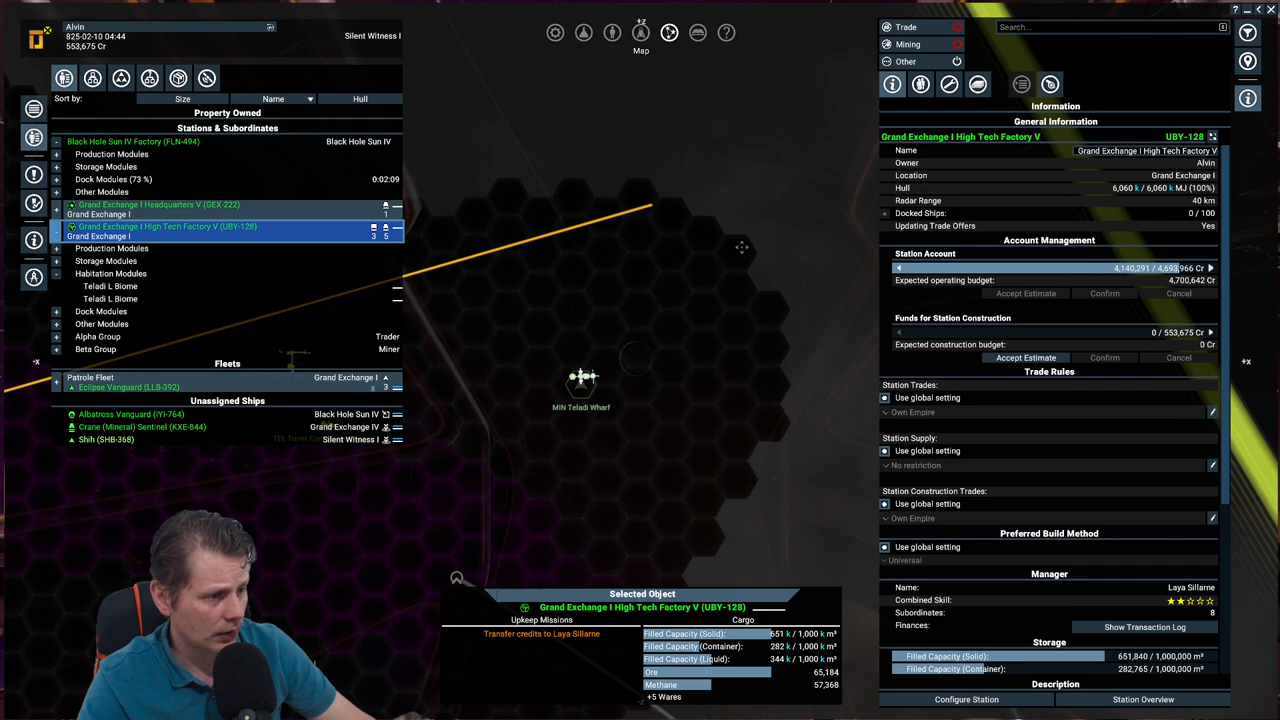 Alvin
825-02-10 04:44
553,675 Cr
Silent Witness I
Sort by:
Size
Name
Hull
Property Owned
Stations & Subordinates
Black Hole Sun IV Factory (FLN-494)
Black Hole Sun IV
Production Modules
Storage Modules
Dock Modules (73 %)
0:02:09
Other Modules
Grand Exchange I Headquarters V (GEX-222)
Grand Exchange I
1
Grand Exchange I High Tech Factory V (UBY-128)
Grand Exchange I
3 5
Production Modules
Storage Modules
Habitation Modules
Teladi L Biome
Teladi L Biome
Dock Modules
Other Modules
Alpha Group
Trader
Beta Group
Miner
Fleets
Patrole Fleet
Grand Exchange I
Eclipse Vanguard (LLB-392)
3
Unassigned Ships
Albatross Vanguard (IYI-764)
Black Hole Sun IV
Crane (Mineral) Sentinel (KXE-844)
Grand Exchange IV
Shih (SHB-368)
Silent Witness I
-x
+z
Map
MIN Teladi Wharf
+x
Selected Object
Grand Exchange I High Tech Factory V (UBY-128)
Upkeep Missions
Cargo
Transfer credits to Laya Sillarne
Filled Capacity (Solid):
651 k / 1,000 k m³
Filled Capacity (Container):
282 k / 1,000 k m³
Filled Capacity (Liquid):
344 k / 1,000 k m³
Ore
65,184
Methane
57,368
+5 Wares
-z
Trade
Mining
Other
Search...
Information
General Information
Grand Exchange I High Tech Factory V
UBY-128
Name
Grand Exchange I High Tech Factory V
Owner
Alvin
Location
Grand Exchange I
Hull
6,060 k / 6,060 k MJ (100%)
Radar Range
40 km
Docked Ships:
0 / 100
Updating Trade Offers
Yes
Account Management
Station Account
4,140,291 / 4,693,966 Cr
Expected operating budget:
4,700,642 Cr
Accept Estimate
Confirm
Cancel
Funds for Station Construction
0 / 553,675 Cr
Expected construction budget:
0 Cr
Accept Estimate
Confirm
Cancel
Trade Rules
Station Trades:
Use global setting
Own Empire
Station Supply:
Use global setting
No restriction
Station Construction Trades:
Use global setting
Own Empire
Preferred Build Method
Use global setting
Universal
Manager
Name:
Laya Sillarne
Combined Skill:
Subordinates:
8
Finances:
Show Transaction Log
Storage
Filled Capacity (Solid):
651,840 / 1,000,000 m³
Filled Capacity (Container):
282,765 / 1,000,000 m³
Description
Configure Station
Station Overview